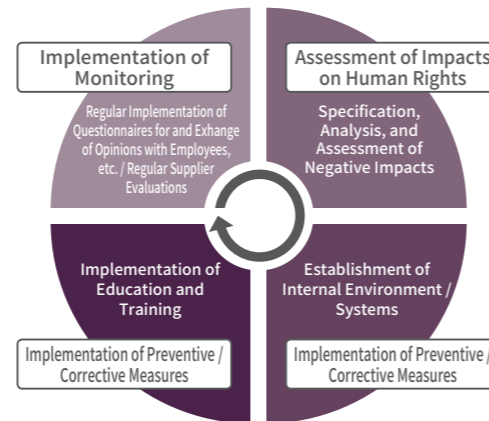 Implementation of
Monitoring
Regular Implementation of
Questionnaires for and Exhange
of Opinions with Employees,
etc. / Regular Supplier
Evaluations
Assessment of Impacts
on Human Rights
Specification,
Analysis, and
Assessment of
Negative Impacts
Implementation of
Education and
Training
Implementation of Preventive /
Corrective Measures
Establishment of
Internal Environment /
Systems
Implementation of Preventive /
Corrective Measures